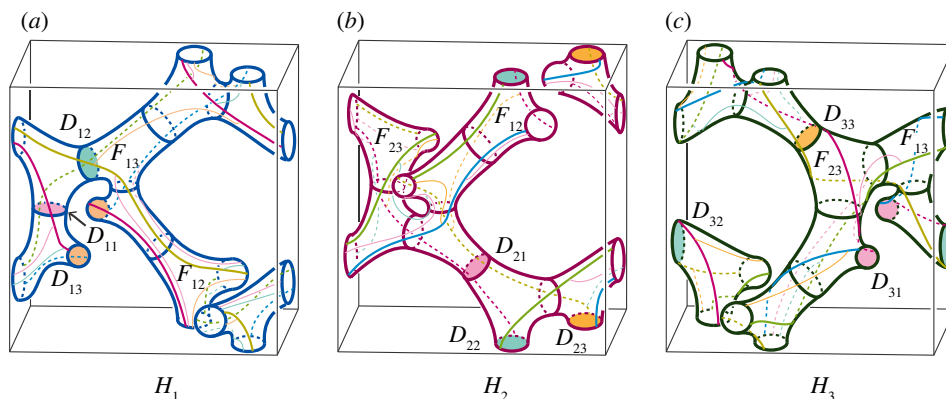 (a)
D₁₂
F₁₃
D₁₁
D₁₃
F₁₂
H₁
(b)
F₂₃
F₁₂
D₂₁
D₂₂
D₂₃
H₂
(c)
D₃₃
F₁₃
F₂₃
D₃₂
D₃₁
H₃